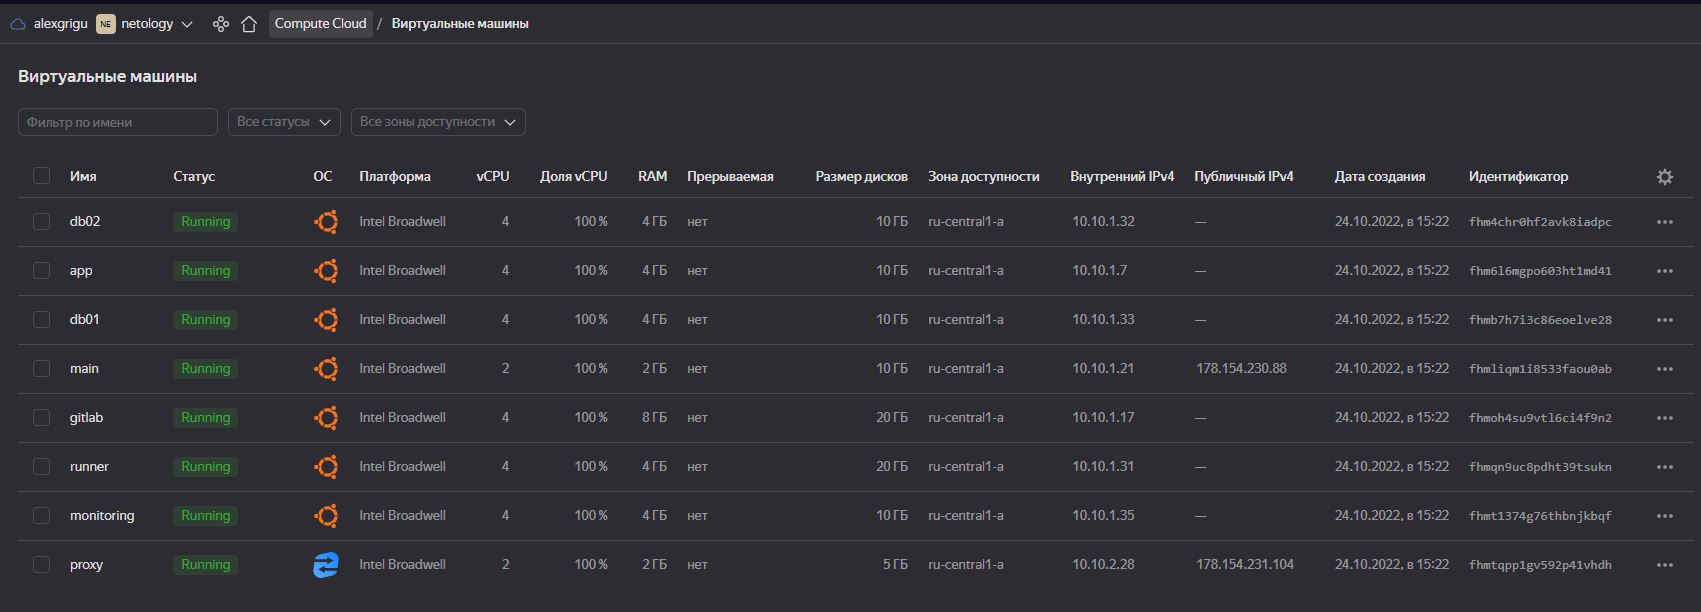 alexgrigu NE netology Compute Cloud / Виртуальные машины
Виртуальные машины
Фильтр по имени Все статусы Все зоны доступности
Имя Статус ОС Платформа vCPU Доля vCPU RAM Прерываемая Размер дисков Зона доступности Внутренний IPv4 Публичный IPv4 Дата создания Идентификатор
db02 Running Intel Broadwell 4 100 % 4 ГБ нет 10 ГБ ru-central1-a 10.10.1.32 — 24.10.2022, в 15:22 fhm4chr0hf2avk8iadpc
app Running Intel Broadwell 4 100 % 4 ГБ нет 10 ГБ ru-central1-a 10.10.1.7 — 24.10.2022, в 15:22 fhm6l6mgpo603ht1md41
db01 Running Intel Broadwell 4 100 % 4 ГБ нет 10 ГБ ru-central1-a 10.10.1.33 — 24.10.2022, в 15:22 fhmb7h7i3c86eoelve28
main Running Intel Broadwell 2 100 % 2 ГБ нет 10 ГБ ru-central1-a 10.10.1.21 178.154.230.88 24.10.2022, в 15:22 fhmliqm1i8533faou0ab
gitlab Running Intel Broadwell 4 100 % 8 ГБ нет 20 ГБ ru-central1-a 10.10.1.17 — 24.10.2022, в 15:22 fhmoh4su9vtl6ci4f9n2
runner Running Intel Broadwell 4 100 % 4 ГБ нет 20 ГБ ru-central1-a 10.10.1.31 — 24.10.2022, в 15:22 fhmqn9uc8pdht39tsukn
monitoring Running Intel Broadwell 4 100 % 4 ГБ нет 10 ГБ ru-central1-a 10.10.1.35 — 24.10.2022, в 15:22 fhmt1374g76thbnjkbqf
proxy Running Intel Broadwell 2 100 % 2 ГБ нет 5 ГБ ru-central1-a 10.10.2.28 178.154.231.104 24.10.2022, в 15:22 fhmtqpp1gv592p41vhdh